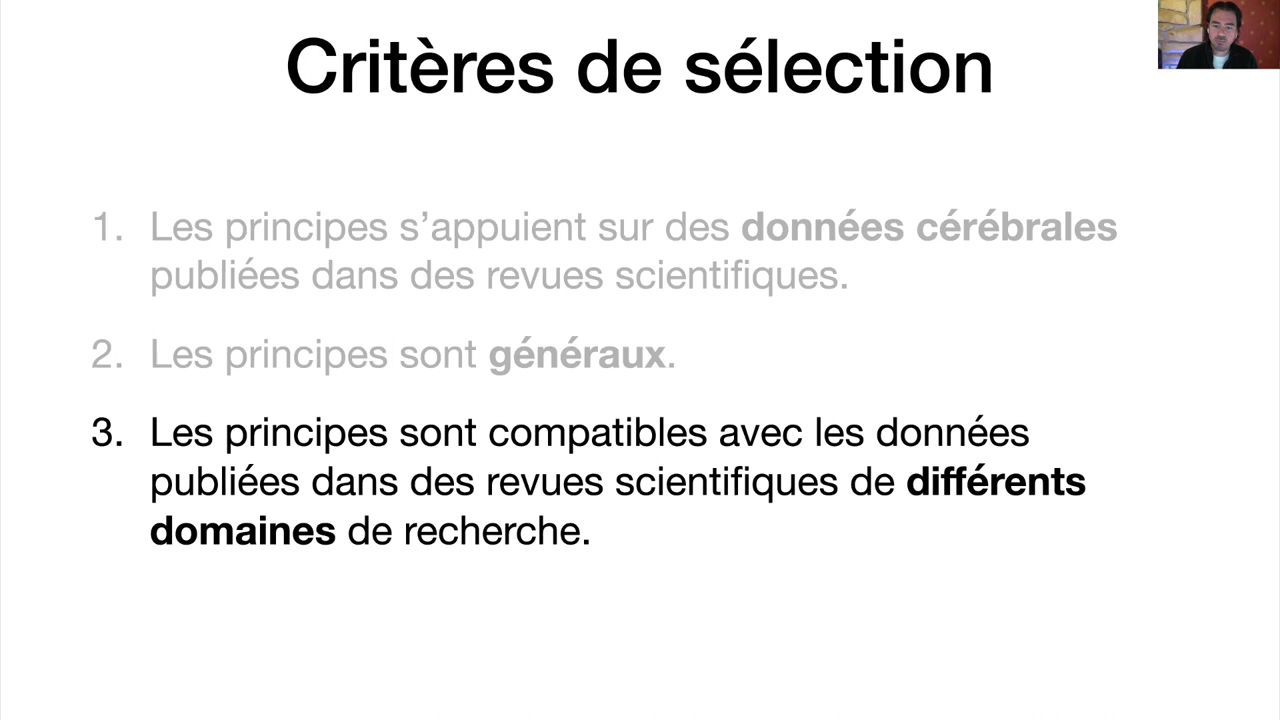 Critères de sélection
1. Les principes s’appuient sur des données cérébrales
publiées dans des revues scientifiques.
2. Les principes sont généraux.
3. Les principes sont compatibles avec les données
publiées dans des revues scientifiques de différents
domaines de recherche.